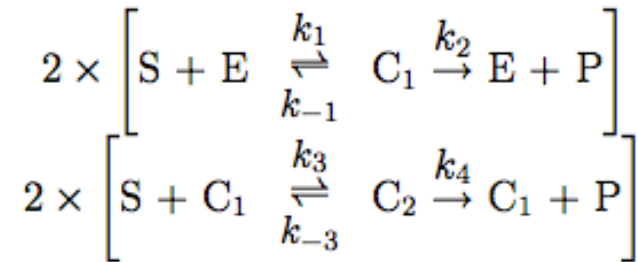 2 × [S + E k₁ ⇌ k₋₁ C₁ k₂ → E + P]
2 × [S + C₁ k₃ ⇌ k₋₃ C₂ k₄ → C₁ + P]